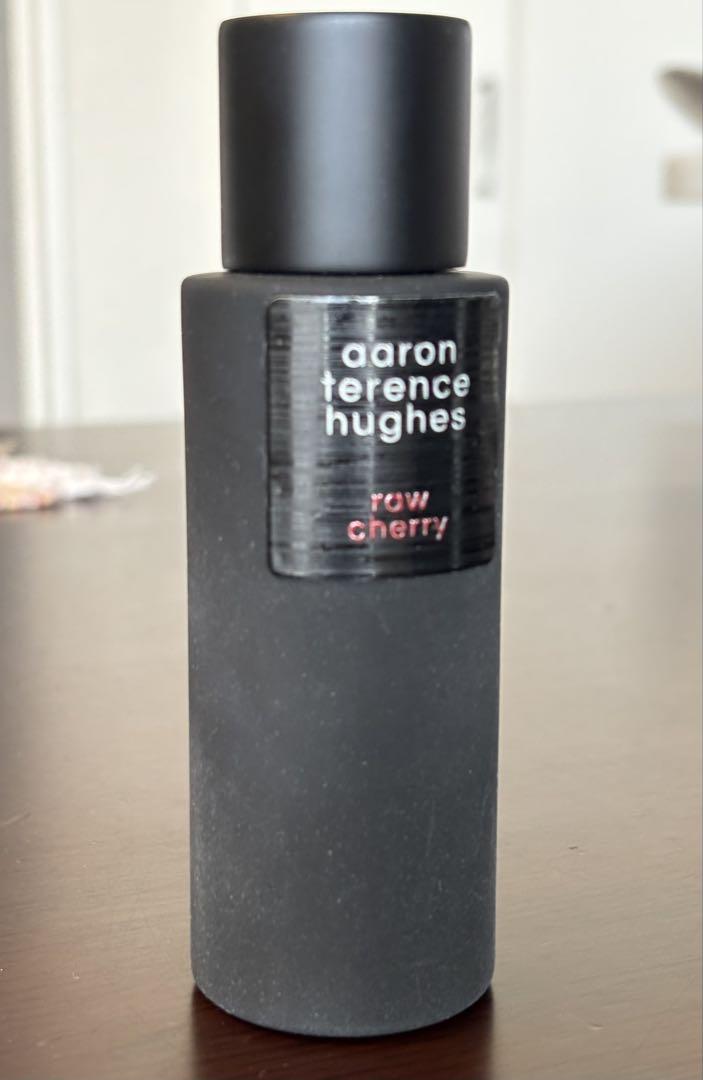 aaron
terence
hughes
raw
cherry